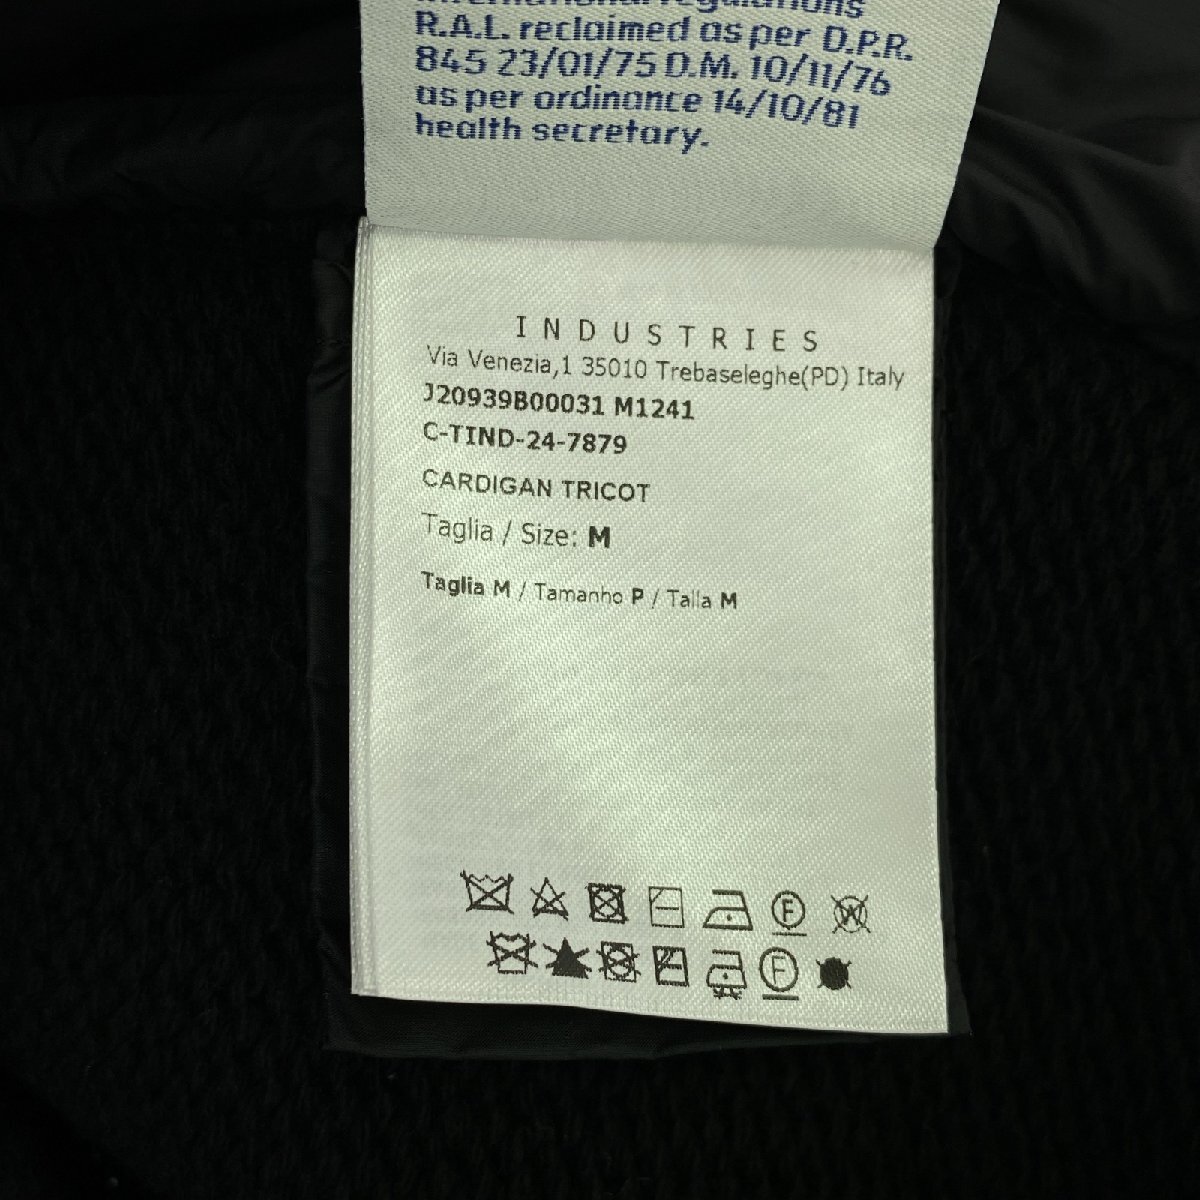 international regulations
R.A.L. reclaimed as per D.P.R.
845 23/01/75 D.M. 10/11/76
as per ordinance 14/10/81
health secretary.
INDUSTRIES
Via Venezia,1 35010 Trebaseleghe(PD) Italy
J20939B00031 M1241
C-TIND-24-7879
CARDIGAN TRICOT
Taglia / Size: M
Taglia M / Tamanho P / Talla M
F W
F